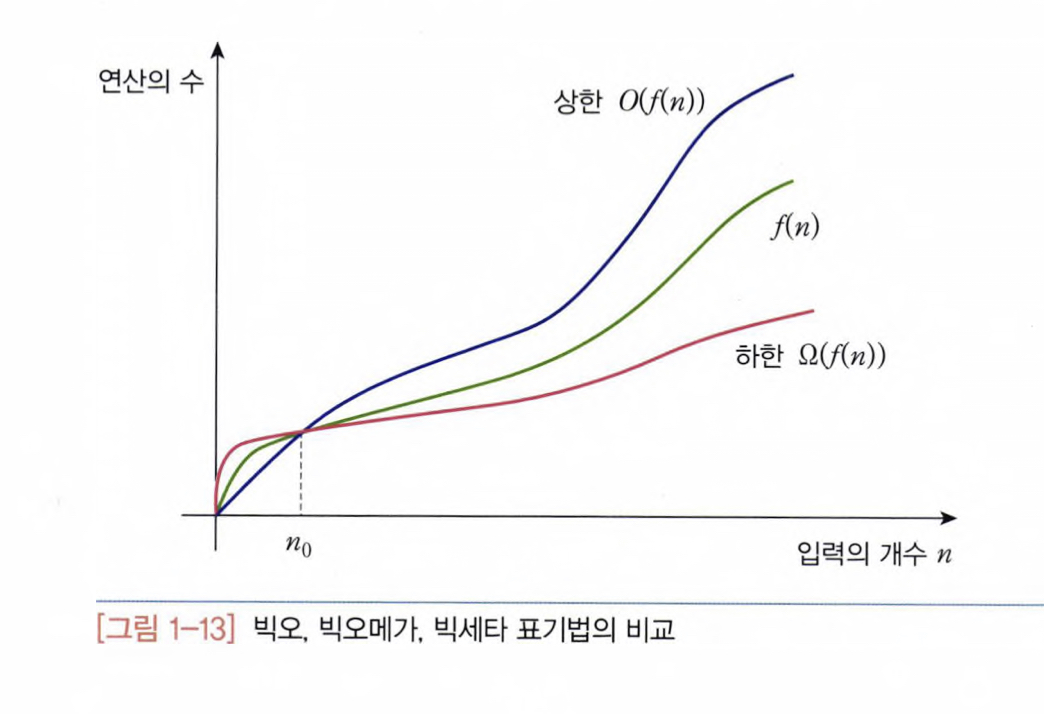 연산의 수
상한 O(f(n))
f(n)
하한 Ω(f(n))
n₀
입력의 개수 n
[그림 1-13] 빅오, 빅오메가, 빅세타 표기법의 비교